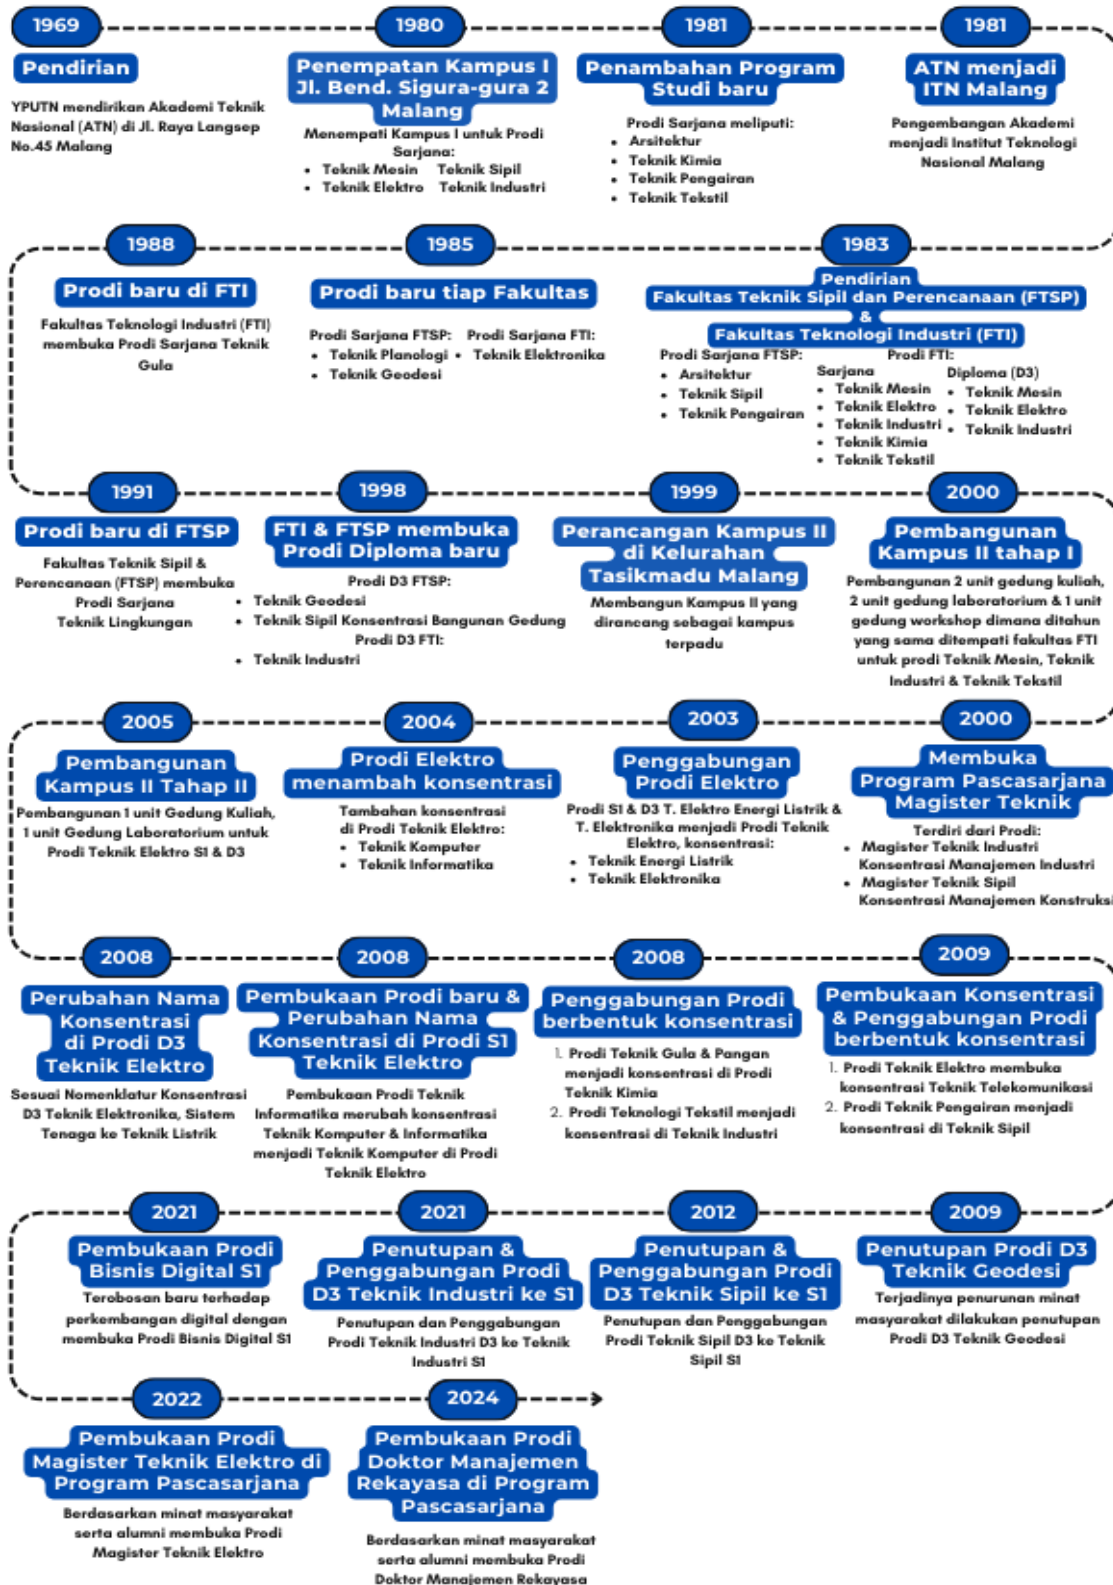 1969
Pendirian
YPUTN mendirikan Akademi Teknik
Nasional (ATN) di Jl. Raya Langsep
No.45 Malang
1980
Penempatan Kampus I
Jl. Bend. Sigura-gura 2
Malang
Menempati Kampus I untuk Prodi
Sarjana:
• Teknik Mesin Teknik Sipil
• Teknik Elektro Teknik Industri
1981
Penambahan Program
Studi baru
Prodi Sarjana meliputi:
• Arsitektur
• Teknik Kimia
• Teknik Pengairan
• Teknik Tekstil
1981
ATN menjadi
ITN Malang
Pengembangan Akademi
menjadi Institut Teknologi
Nasional Malang
1983
Pendirian
Fakultas Teknik Sipil dan Perencanaan (FTSP)
&
Fakultas Teknologi Industri (FTI)
Prodi Sarjana FTSP:
• Arsitektur
• Teknik Sipil
• Teknik Pengairan
Prodi FTI:
Sarjana
• Teknik Mesin
• Teknik Elektro
• Teknik Industri
• Teknik Kimia
• Teknik Tekstil
Diploma (D3)
• Teknik Mesin
• Teknik Elektro
• Teknik Industri
1985
Prodi baru tiap Fakultas
Prodi Sarjana FTSP:
• Teknik Planologi
• Teknik Geodesi
Prodi Sarjana FTI:
• Teknik Elektronika
1988
Prodi baru di FTI
Fakultas Teknologi Industri (FTI)
membuka Prodi Sarjana Teknik
Gula
1991
Prodi baru di FTSP
Fakultas Teknik Sipil &
Perencanaan (FTSP) membuka
Prodi Sarjana
Teknik Lingkungan
1998
FTI & FTSP membuka
Prodi Diploma baru
Prodi D3 FTSP:
• Teknik Geodesi
• Teknik Sipil Konsentrasi Bangunan Gedung
Prodi D3 FTI:
• Teknik Industri
1999
Perancangan Kampus II
di Kelurahan
Tasikmadu Malang
Membangun Kampus II yang
dirancang sebagai kampus
terpadu
2000
Pembangunan
Kampus II tahap I
Pembangunan 2 unit gedung kuliah,
2 unit gedung laboratorium & 1 unit
gedung workshop dimana ditahun
yang sama ditempati fakultas FTI
untuk prodi Teknik Mesin, Teknik
Industri & Teknik Tekstil
2000
Membuka
Program Pascasarjana
Magister Teknik
Terdiri dari Prodi:
• Magister Teknik Industri
Konsentrasi Manajemen Industri
• Magister Teknik Sipil
Konsentrasi Manajemen Konstruksi
2003
Penggabungan
Prodi Elektro
Prodi S1 & D3 T. Elektro Energi Listrik &
T. Elektronika menjadi Prodi Teknik
Elektro, konsentrasi:
• Teknik Energi Listrik
• Teknik Elektronika
2004
Prodi Elektro
menambah konsentrasi
Tambahan konsentrasi
di Prodi Teknik Elektro:
• Teknik Komputer
• Teknik Informatika
2005
Pembangunan
Kampus II Tahap II
Pembangunan 1 unit Gedung Kuliah,
1 unit Gedung Laboratorium untuk
Prodi Teknik Elektro S1 & D3
2008
Perubahan Nama
Konsentrasi
di Prodi D3
Teknik Elektro
Sesuai Nomenklatur Konsentrasi
D3 Teknik Elektronika, Sistem
Tenaga ke Teknik Listrik
2008
Pembukaan Prodi baru &
Perubahan Nama
Konsentrasi di Prodi S1
Teknik Elektro
Pembukaan Prodi Teknik
Informatika merubah konsentrasi
Teknik Komputer & Informatika
menjadi Teknik Komputer di Prodi
Teknik Elektro
2008
Penggabungan Prodi
berbentuk konsentrasi
1. Prodi Teknik Gula & Pangan
menjadi konsentrasi di Prodi
Teknik Kimia
2. Prodi Teknologi Tekstil menjadi
konsentrasi di Teknik Industri
2009
Pembukaan Konsentrasi
& Penggabungan Prodi
berbentuk konsentrasi
1. Prodi Teknik Elektro membuka
konsentrasi Teknik Telekomunikasi
2. Prodi Teknik Pengairan menjadi
konsentrasi di Teknik Sipil
2009
Penutupan Prodi D3
Teknik Geodesi
Terjadinya penurunan minat
masyarakat dilakukan penutupan
Prodi D3 Teknik Geodesi
2012
Penutupan &
Penggabungan Prodi
D3 Teknik Sipil ke S1
Penutupan dan Penggabungan
Prodi Teknik Sipil D3 ke Teknik
Sipil S1
2021
Penutupan &
Penggabungan Prodi
D3 Teknik Industri ke S1
Penutupan dan Penggabungan
Prodi Teknik Industri D3 ke Teknik
Industri S1
2021
Pembukaan Prodi
Bisnis Digital S1
Terobosan baru terhadap
perkembangan digital dengan
membuka Prodi Bisnis Digital S1
2022
Pembukaan Prodi
Magister Teknik Elektro di
Program Pascasarjana
Berdasarkan minat masyarakat
serta alumni membuka Prodi
Magister Teknik Elektro
2024
Pembukaan Prodi
Doktor Manajemen
Rekayasa di Program
Pascasarjana
Berdasarkan minat masyarakat
serta alumni membuka Prodi
Doktor Manajemen Rekayasa